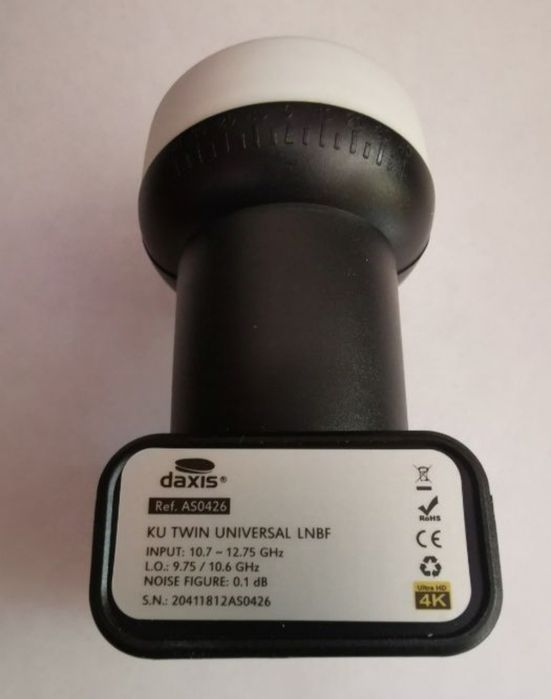 daxis®
Ref. AS0426
KU TWIN UNIVERSAL LNBF
INPUT: 10.7 ~ 12.75 GHz
L.O.: 9.75 / 10.6 GHz
NOISE FIGURE: 0.1 dB
S.N.: 20411812AS0426
RoHS
CE
Ultra HD
4K